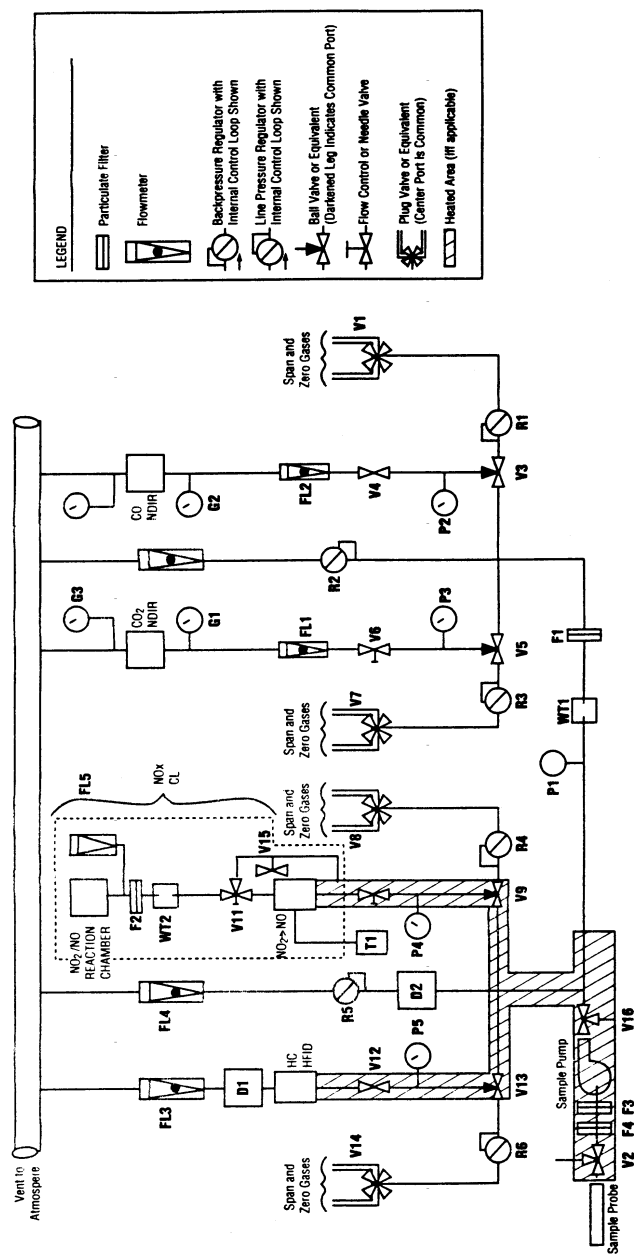 LEGEND
Particulate Filter
Flowmeter
Backpressure Regulator with
Internal Control Loop Shown
Line Pressure Regulator with
Internal Control Loop Shown
Ball Valve or Equivalent
(Darkened Leg Indicates Common Port)
Flow Control or Needle Valve
Plug Valve or Equivalent
(Center Port Is Common)
Heated Area (Iff applicable)
Vent to
Atmospere
G3
CO2
NDIR
G1
FL1
V6
P3
V5
CO
NDIR
G2
FL2
V4
P2
V3
R2
R1
V1
Span and
Zero Gases
R3
V7
Span and
Zero Gases
V8
Span and
Zero Gases
R4
V9
NOx
CL
FL5
NO2/NO
REACTION
CHAMBER
F2
WT2
V11
V15
NO2→NO
T1
P4
FL4
R5
D2
FL3
D1
HC
HFID
V12
P5
V13
V14
Span and
Zero Gases
R6
F1
WT1
P1
V16
Sample Pump
F3
F4
V2
Sample Probe